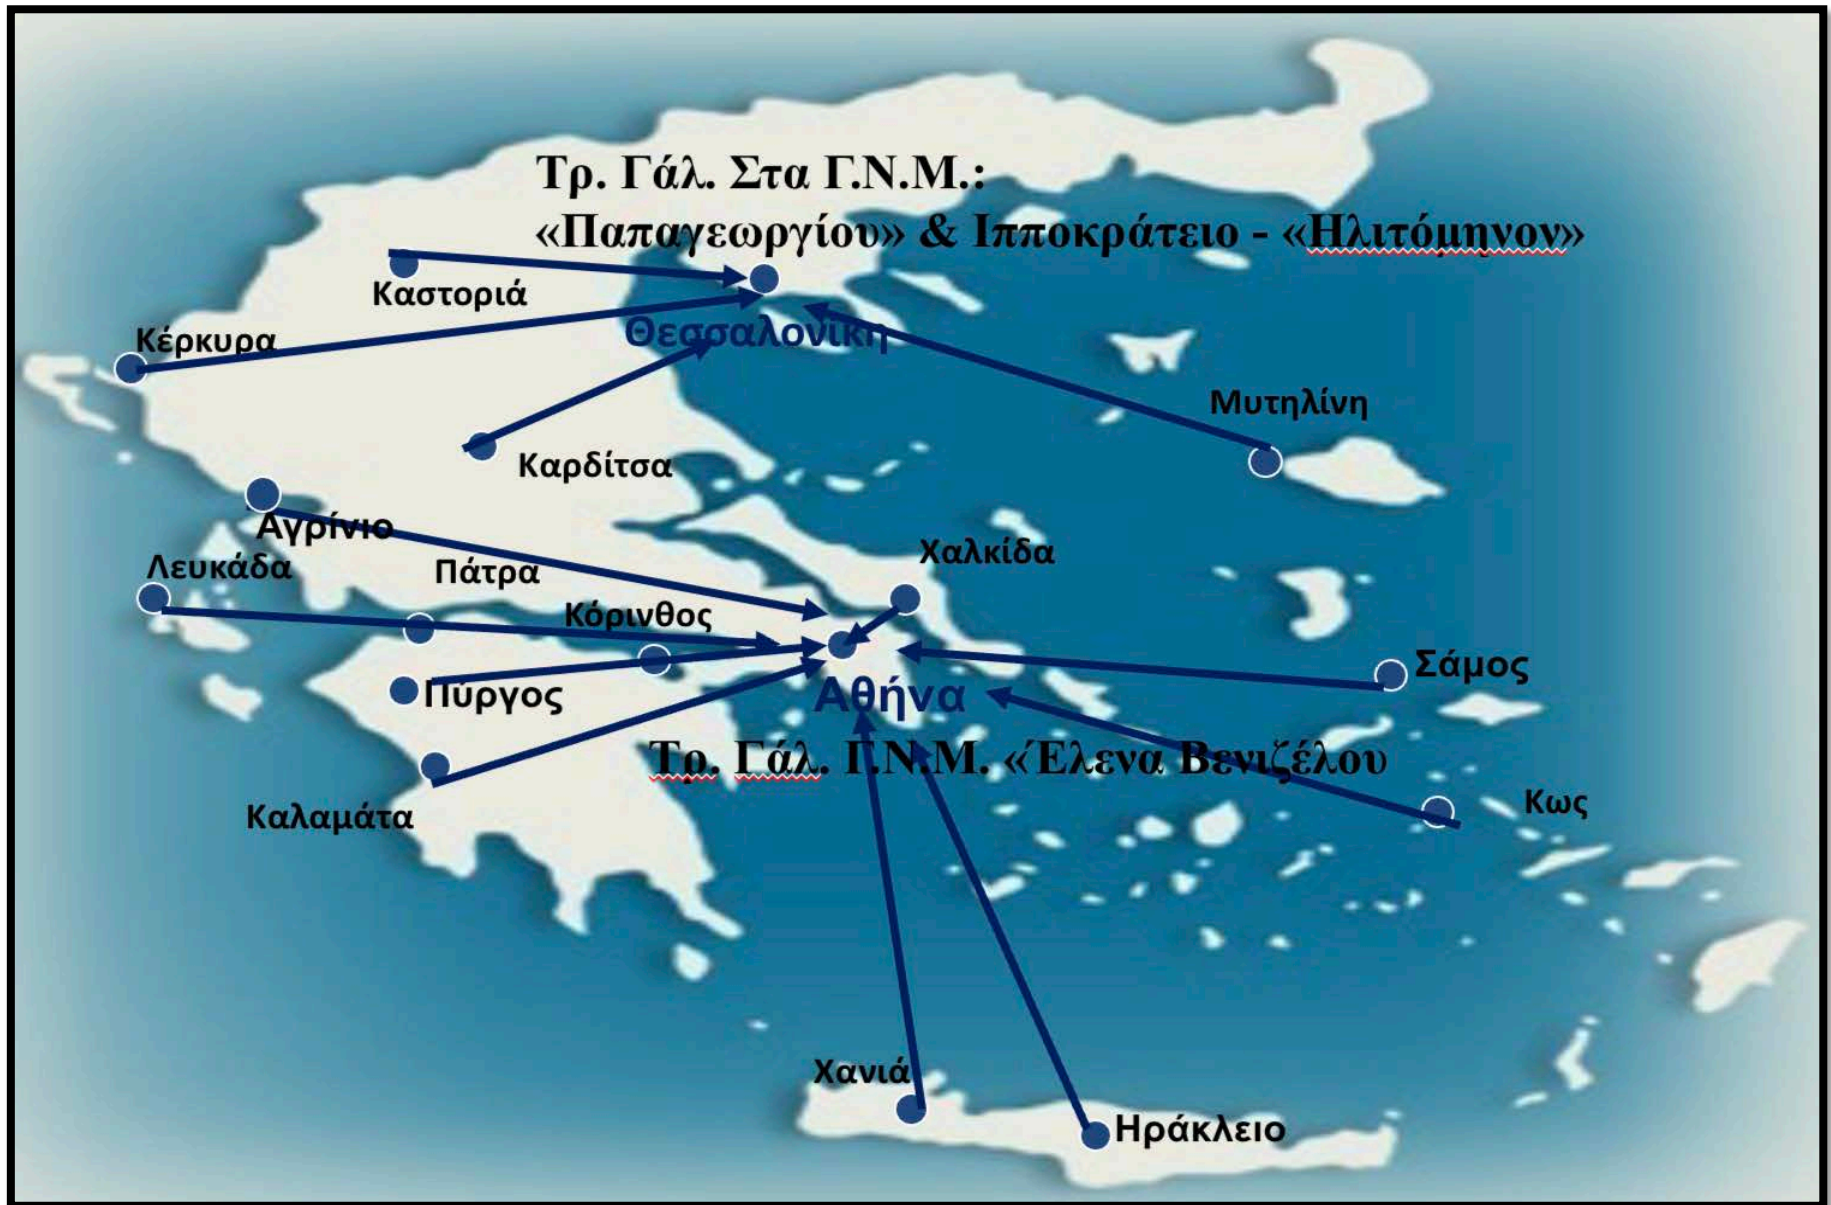 Τρ. Γάλ. Στα Γ.Ν.Μ.:
«Παπαγεωργίου» & Ιπποκράτειο - «Ηλιτόμηνον»
Καστοριά
Κέρκυρα
Θεσσαλονίκη
Μυτηλίνη
Καρδίτσα
Αγρίνιο
Χαλκίδα
Λευκάδα
Πάτρα
Κόρινθος
Σάμος
Πύργος
Αθήνα
Τρ. Γάλ. Γ.Ν.Μ. «Έλενα Βενιζέλου
Κως
Καλαμάτα
Χανιά
Ηράκλειο